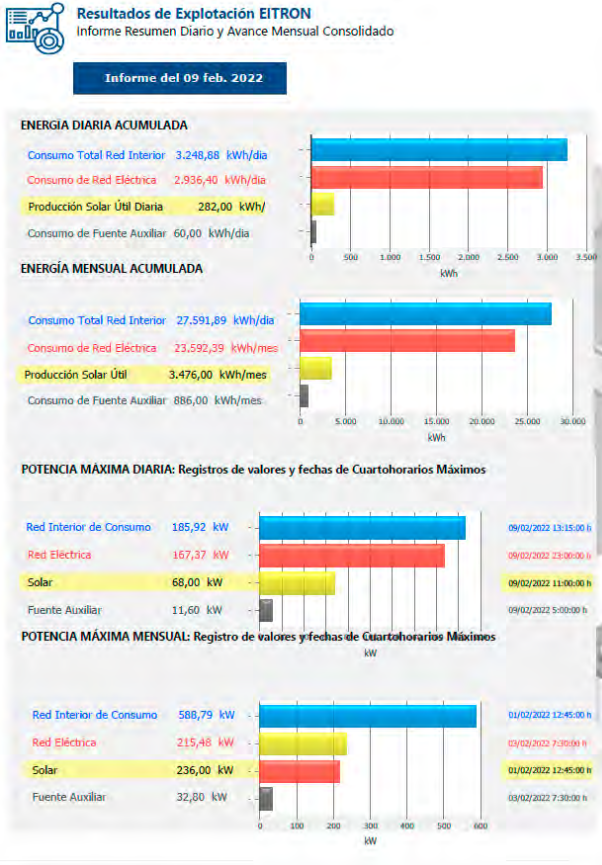 Resultados de Explotación EITRON
Informe Resumen Diario y Avance Mensual Consolidado
Informe del 09 feb. 2022
ENERGÍA DIARIA ACUMULADA
Consumo Total Red Interior 3.248,88 kWh/dia
Consumo de Red Eléctrica 2.936,40 kWh/dia
Producción Solar Útil Diaria 282,00 kWh/
Consumo de Fuente Auxiliar 60,00 kWh/dia
0 500 1.000 1.500 2.000 2.500 3.000 3.500
kWh
ENERGÍA MENSUAL ACUMULADA
Consumo Total Red Interior 27.591,89 kWh/dia
Consumo de Red Eléctrica 23.592,39 kWh/mes
Producción Solar Útil 3.476,00 kWh/mes
Consumo de Fuente Auxiliar 886,00 kWh/mes
0 5.000 10.000 15.000 20.000 25.000 30.000
kWh
POTENCIA MÁXIMA DIARIA: Registros de valores y fechas de Cuartohorarios Máximos
Red Interior de Consumo 185,92 kW 09/02/2022 13:15:00 h
Red Eléctrica 167,37 kW 09/02/2022 23:00:00 h
Solar 68,00 kW 09/02/2022 11:00:00 h
Fuente Auxiliar 11,60 kW 09/02/2022 5:00:00 h
POTENCIA MÁXIMA MENSUAL: Registro de valores y fechas de Cuartohorarios Máximos
kW
Red Interior de Consumo 588,79 kW 01/02/2022 12:45:00 h
Red Eléctrica 215,48 kW 03/02/2022 7:30:00 h
Solar 236,00 kW 01/02/2022 12:45:00 h
Fuente Auxiliar 32,80 kW 03/02/2022 7:30:00 h
0 100 200 300 400 500 600
kW